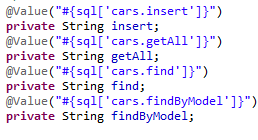 @Value("#{sql['cars.insert']}")
private String insert;
@Value("#{sql['cars.getAll']}")
private String getAll;
@Value("#{sql['cars.find']}")
private String find;
@Value("#{sql['cars.findByModel']}")
private String findByModel;